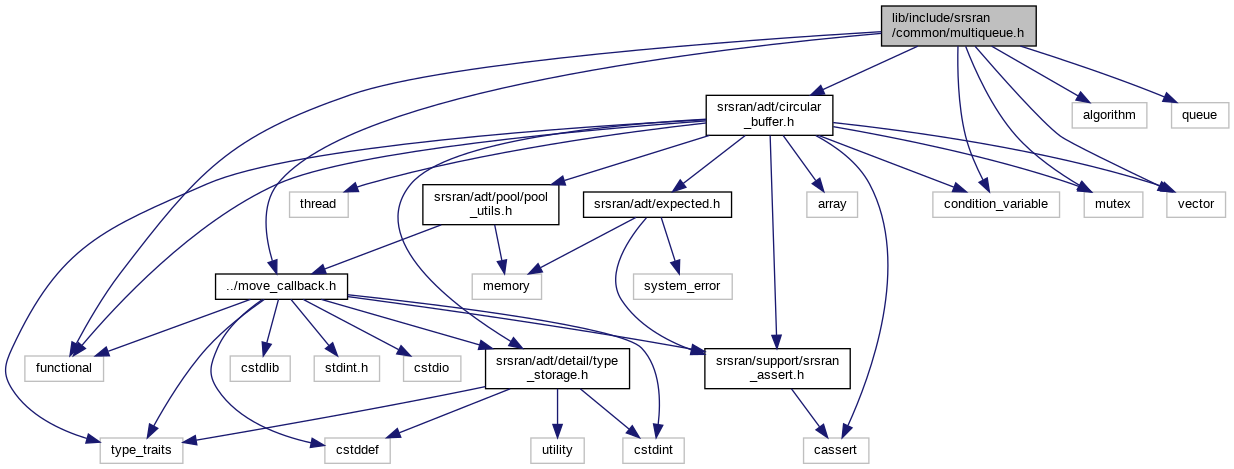 lib/include/srsran
/common/multiqueue.h
srsran/adt/circular
_buffer.h
algorithm
queue
thread
srsran/adt/pool/pool
_utils.h
srsran/adt/expected.h
array
condition_variable
mutex
vector
../move_callback.h
memory
system_error
functional
cstdlib
stdint.h
cstdio
srsran/adt/detail/type
_storage.h
srsran/support/srsran
_assert.h
type_traits
cstddef
utility
cstdint
cassert